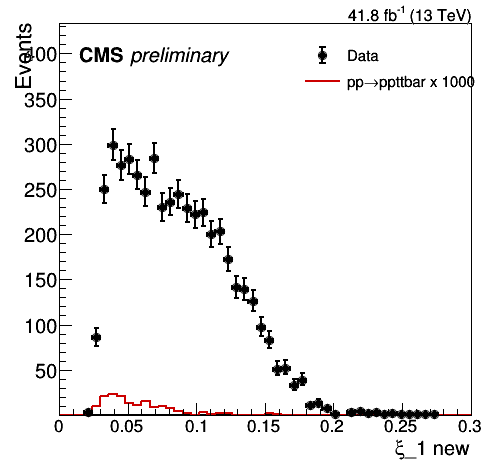 41.8 fb⁻¹ (13 TeV)
Events
CMS preliminary
Data
pp→ppttbar x 1000
400
350
300
250
200
150
100
50
0 0.05 0.1 0.15 0.2 0.25 0.3
ξ_1 new